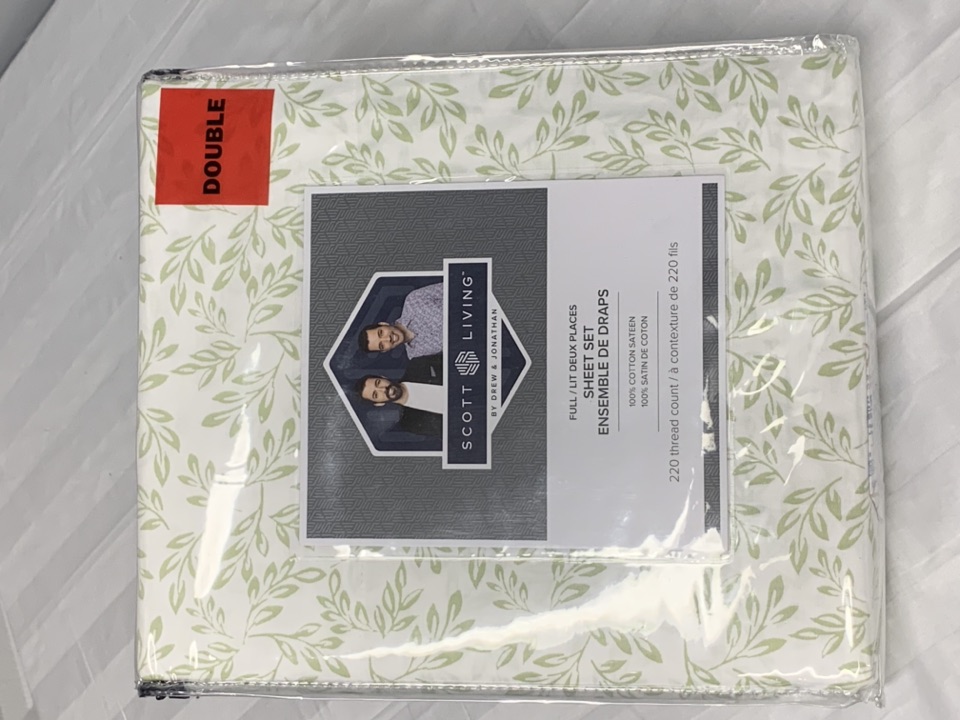 DOUBLE
SCOTT LIVING™
BY DREW & JONATHAN
FULL / LIT DEUX PLACES
SHEET SET
ENSEMBLE DE DRAPS
100% COTTON SATEEN
100% SATIN DE COTON
220 thread count / à contexture de 220 fils